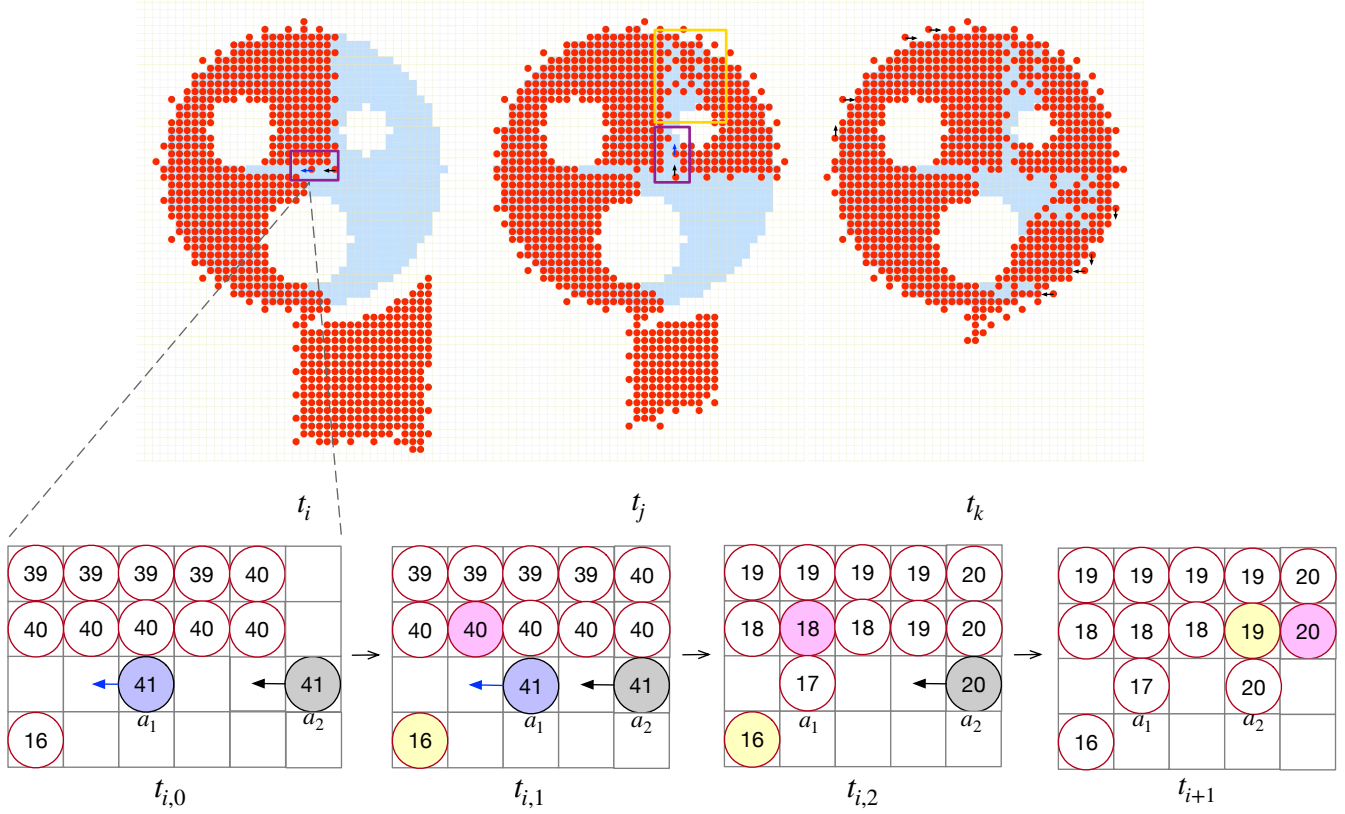 t_i t_j t_k
39 39 39 39 40 39 39 39 39 40 19 19 19 19 20 19 19 19 19 20
40 40 40 40 40 40 40 40 40 40 18 18 18 19 20 18 18 18 19 20
41 41 41 41 17 20 17 20
a_1 a_2 a_1 a_2 a_1 a_2 a_1 a_2
16 16 16 16
t_{i,0} t_{i,1} t_{i,2} t_{i+1}